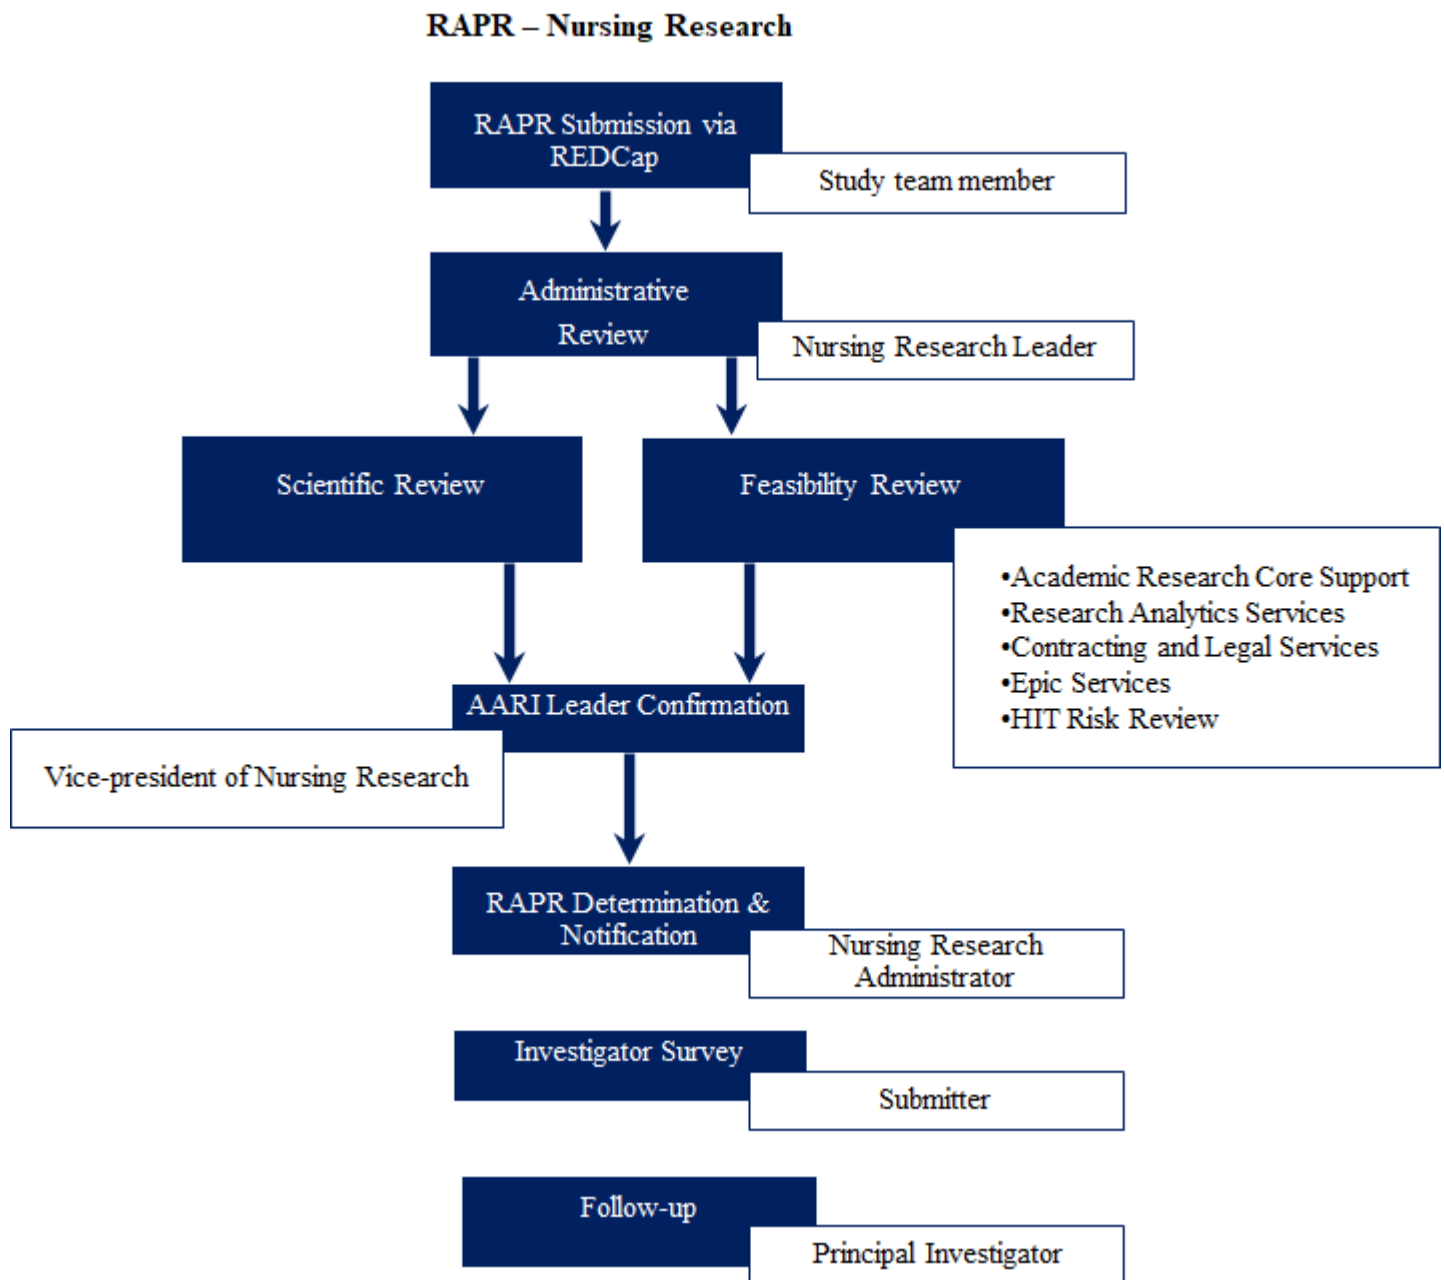 RAPR – Nursing Research
RAPR Submission via
REDCap
Study team member
Administrative
Review
Nursing Research Leader
Scientific Review
Feasibility Review
•Academic Research Core Support
•Research Analytics Services
•Contracting and Legal Services
•Epic Services
•HIT Risk Review
AARI Leader Confirmation
Vice-president of Nursing Research
RAPR Determination &
Notification
Nursing Research
Administrator
Investigator Survey
Submitter
Follow-up
Principal Investigator